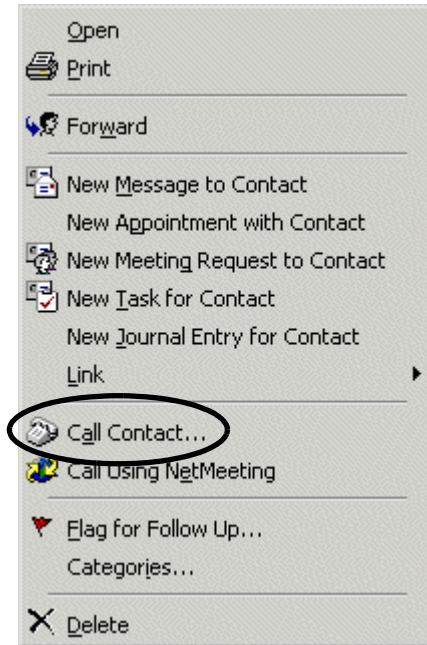 Open
Print
Forward
New Message to Contact
New Appointment with Contact
New Meeting Request to Contact
New Task for Contact
New Journal Entry for Contact
Link
Call Contact...
Call Using NetMeeting
Flag for Follow Up...
Categories...
Delete